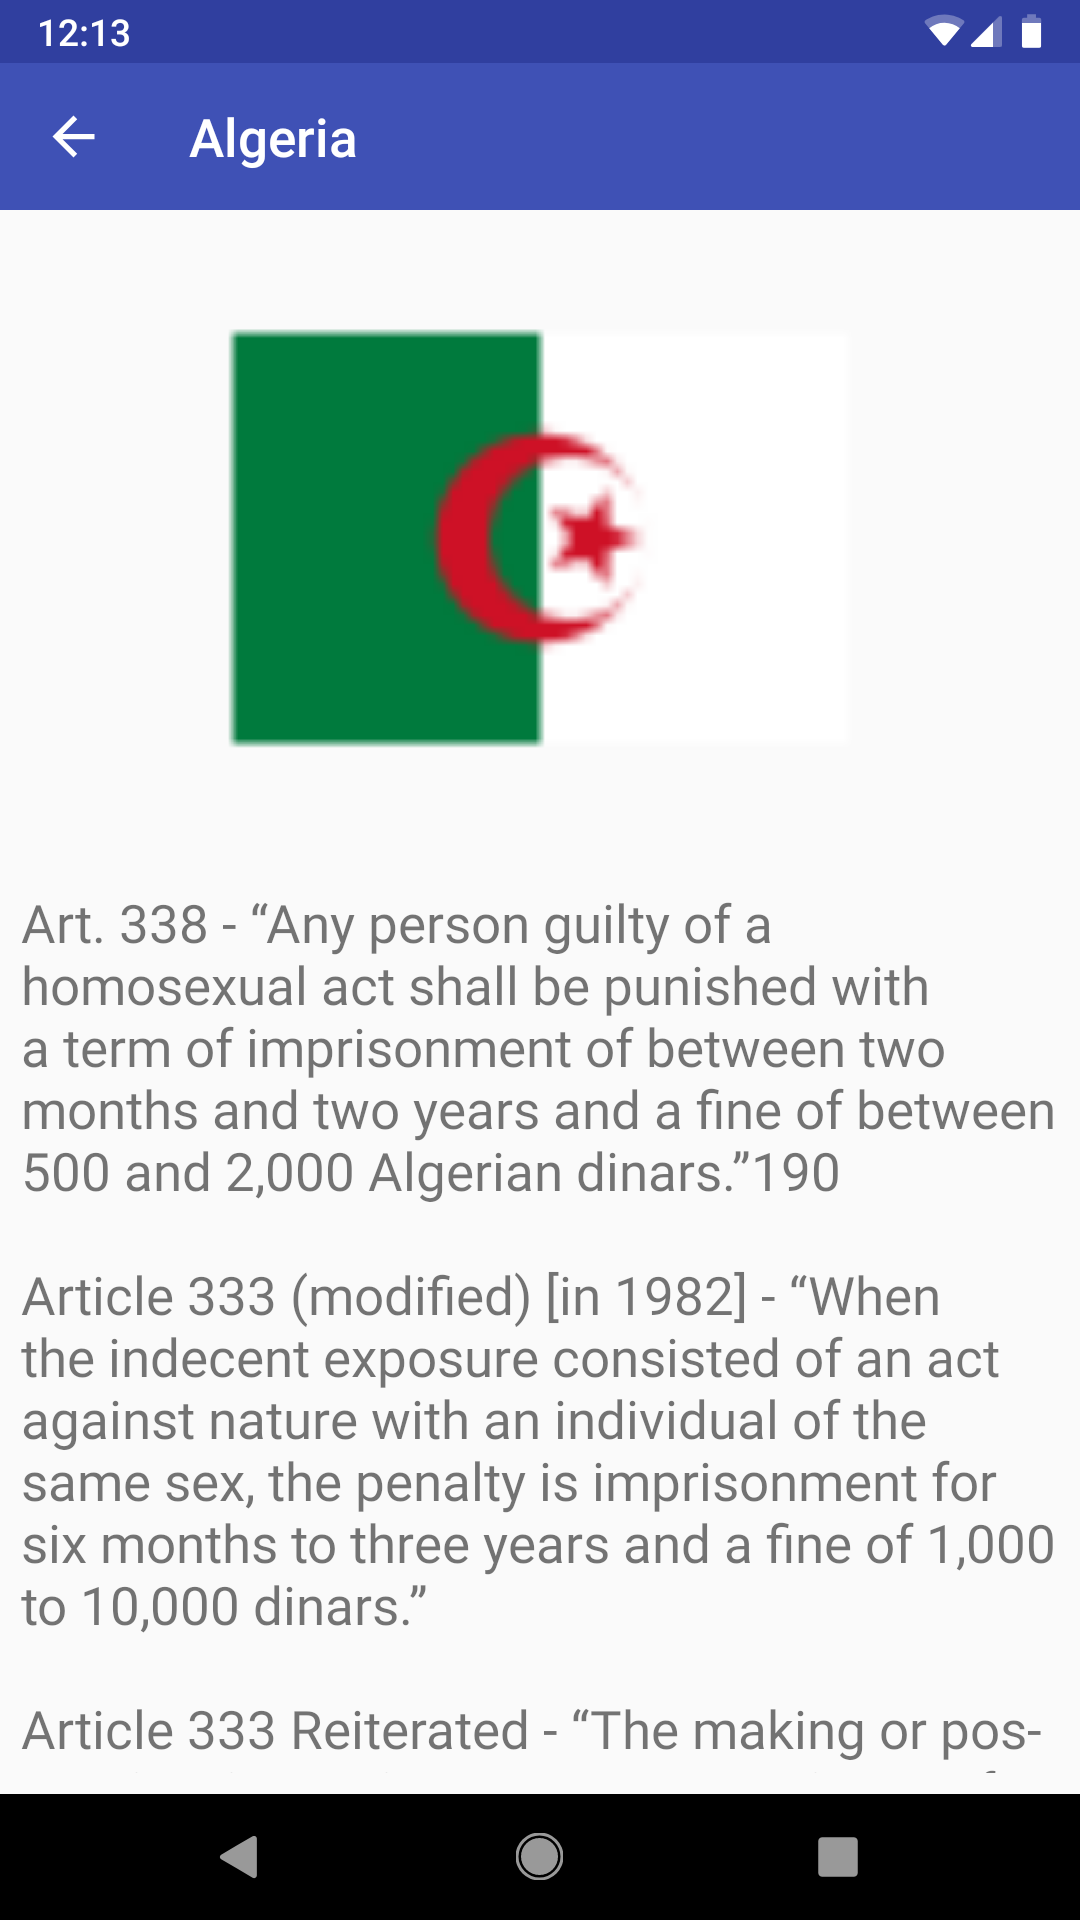 12:13
Algeria
Art. 338 - “Any person guilty of a
homosexual act shall be punished with
a term of imprisonment of between two
months and two years and a fine of between
500 and 2,000 Algerian dinars.”190
Article 333 (modified) [in 1982] - “When
the indecent exposure consisted of an act
against nature with an individual of the
same sex, the penalty is imprisonment for
six months to three years and a fine of 1,000
to 10,000 dinars.”
Article 333 Reiterated - “The making or pos-